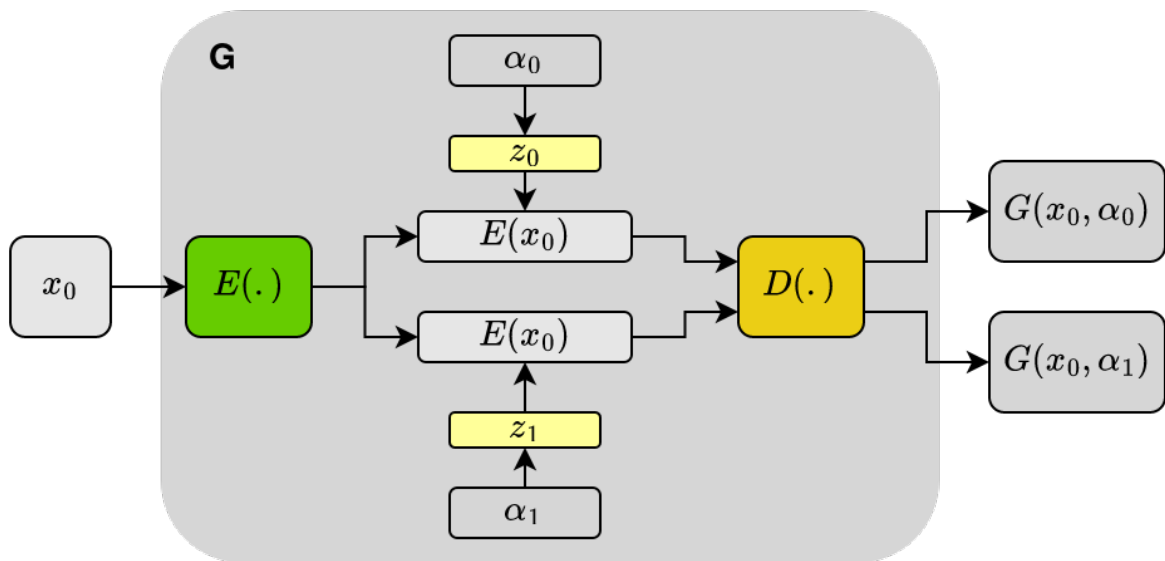 G
α₀
z₀
E(x₀)
x₀
E(.)
D(.)
G(x₀, α₀)
E(x₀)
G(x₀, α₁)
z₁
α₁